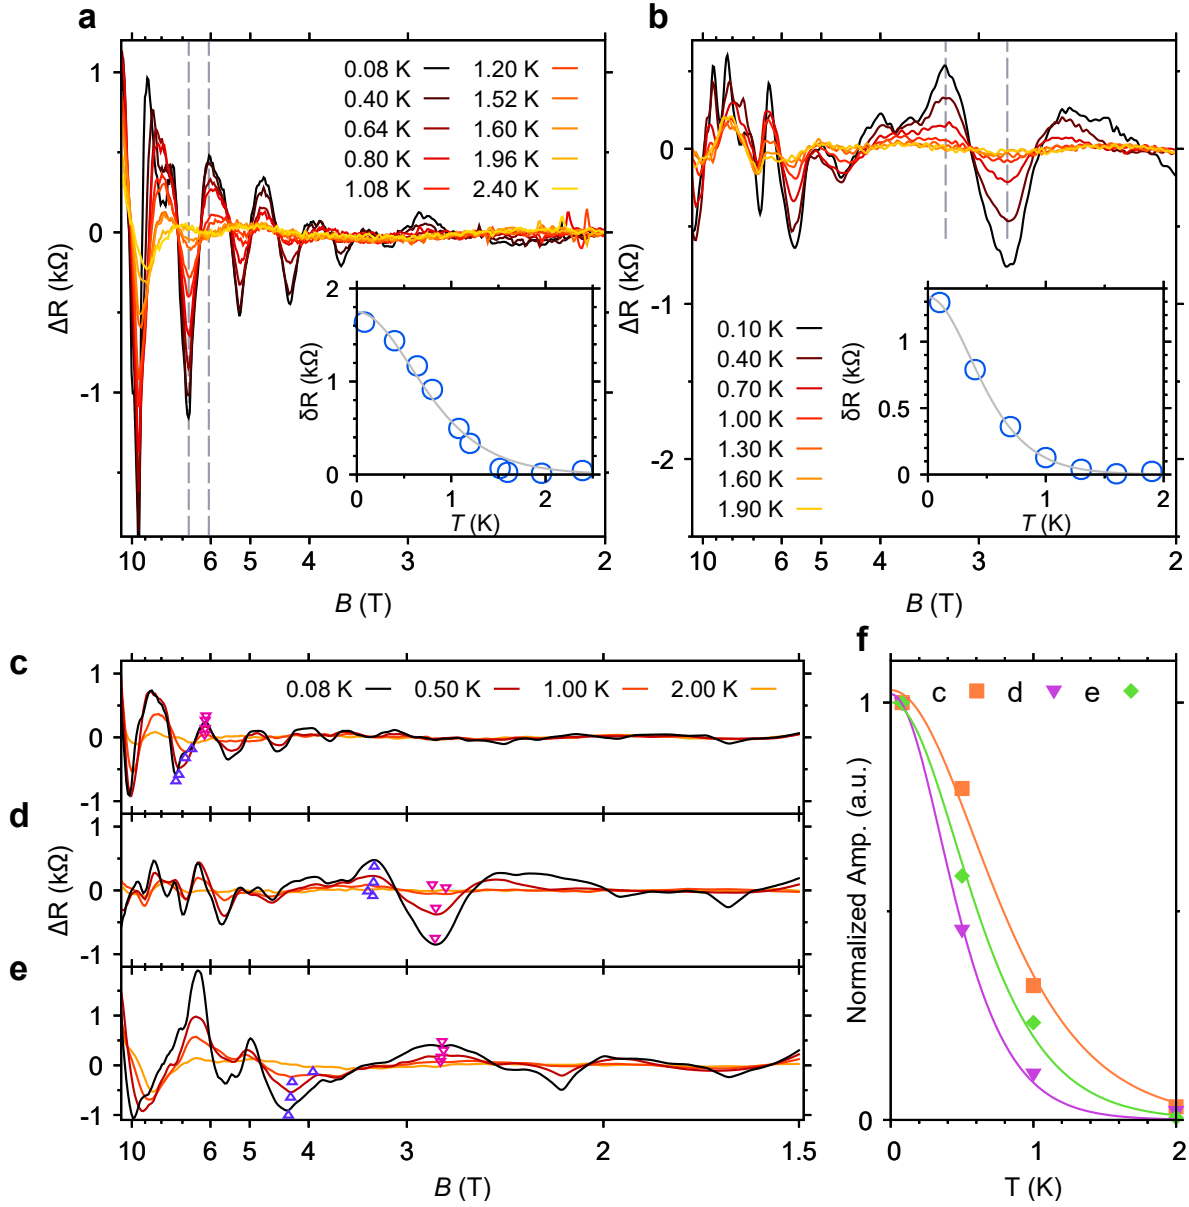 a
ΔR (kΩ)
1
0
-1
0.08 K
0.40 K
0.64 K
0.80 K
1.08 K
1.20 K
1.52 K
1.60 K
1.96 K
2.40 K
δR (kΩ)
2
1
0
0
1
2
T (K)
10
6
5
4
3
2
B (T)
b
ΔR (kΩ)
0
-1
-2
0.10 K
0.40 K
0.70 K
1.00 K
1.30 K
1.60 K
1.90 K
δR (kΩ)
1
0.5
0
0
1
2
T (K)
10
6
5
4
3
2
B (T)
c
1
0
-1
0.08 K
0.50 K
1.00 K
2.00 K
d
ΔR (kΩ)
1
0
-1
e
1
0
-1
10
6
5
4
3
2
1.5
B (T)
f
Normalized Amp. (a.u.)
1
0
c
d
e
0
1
2
T (K)